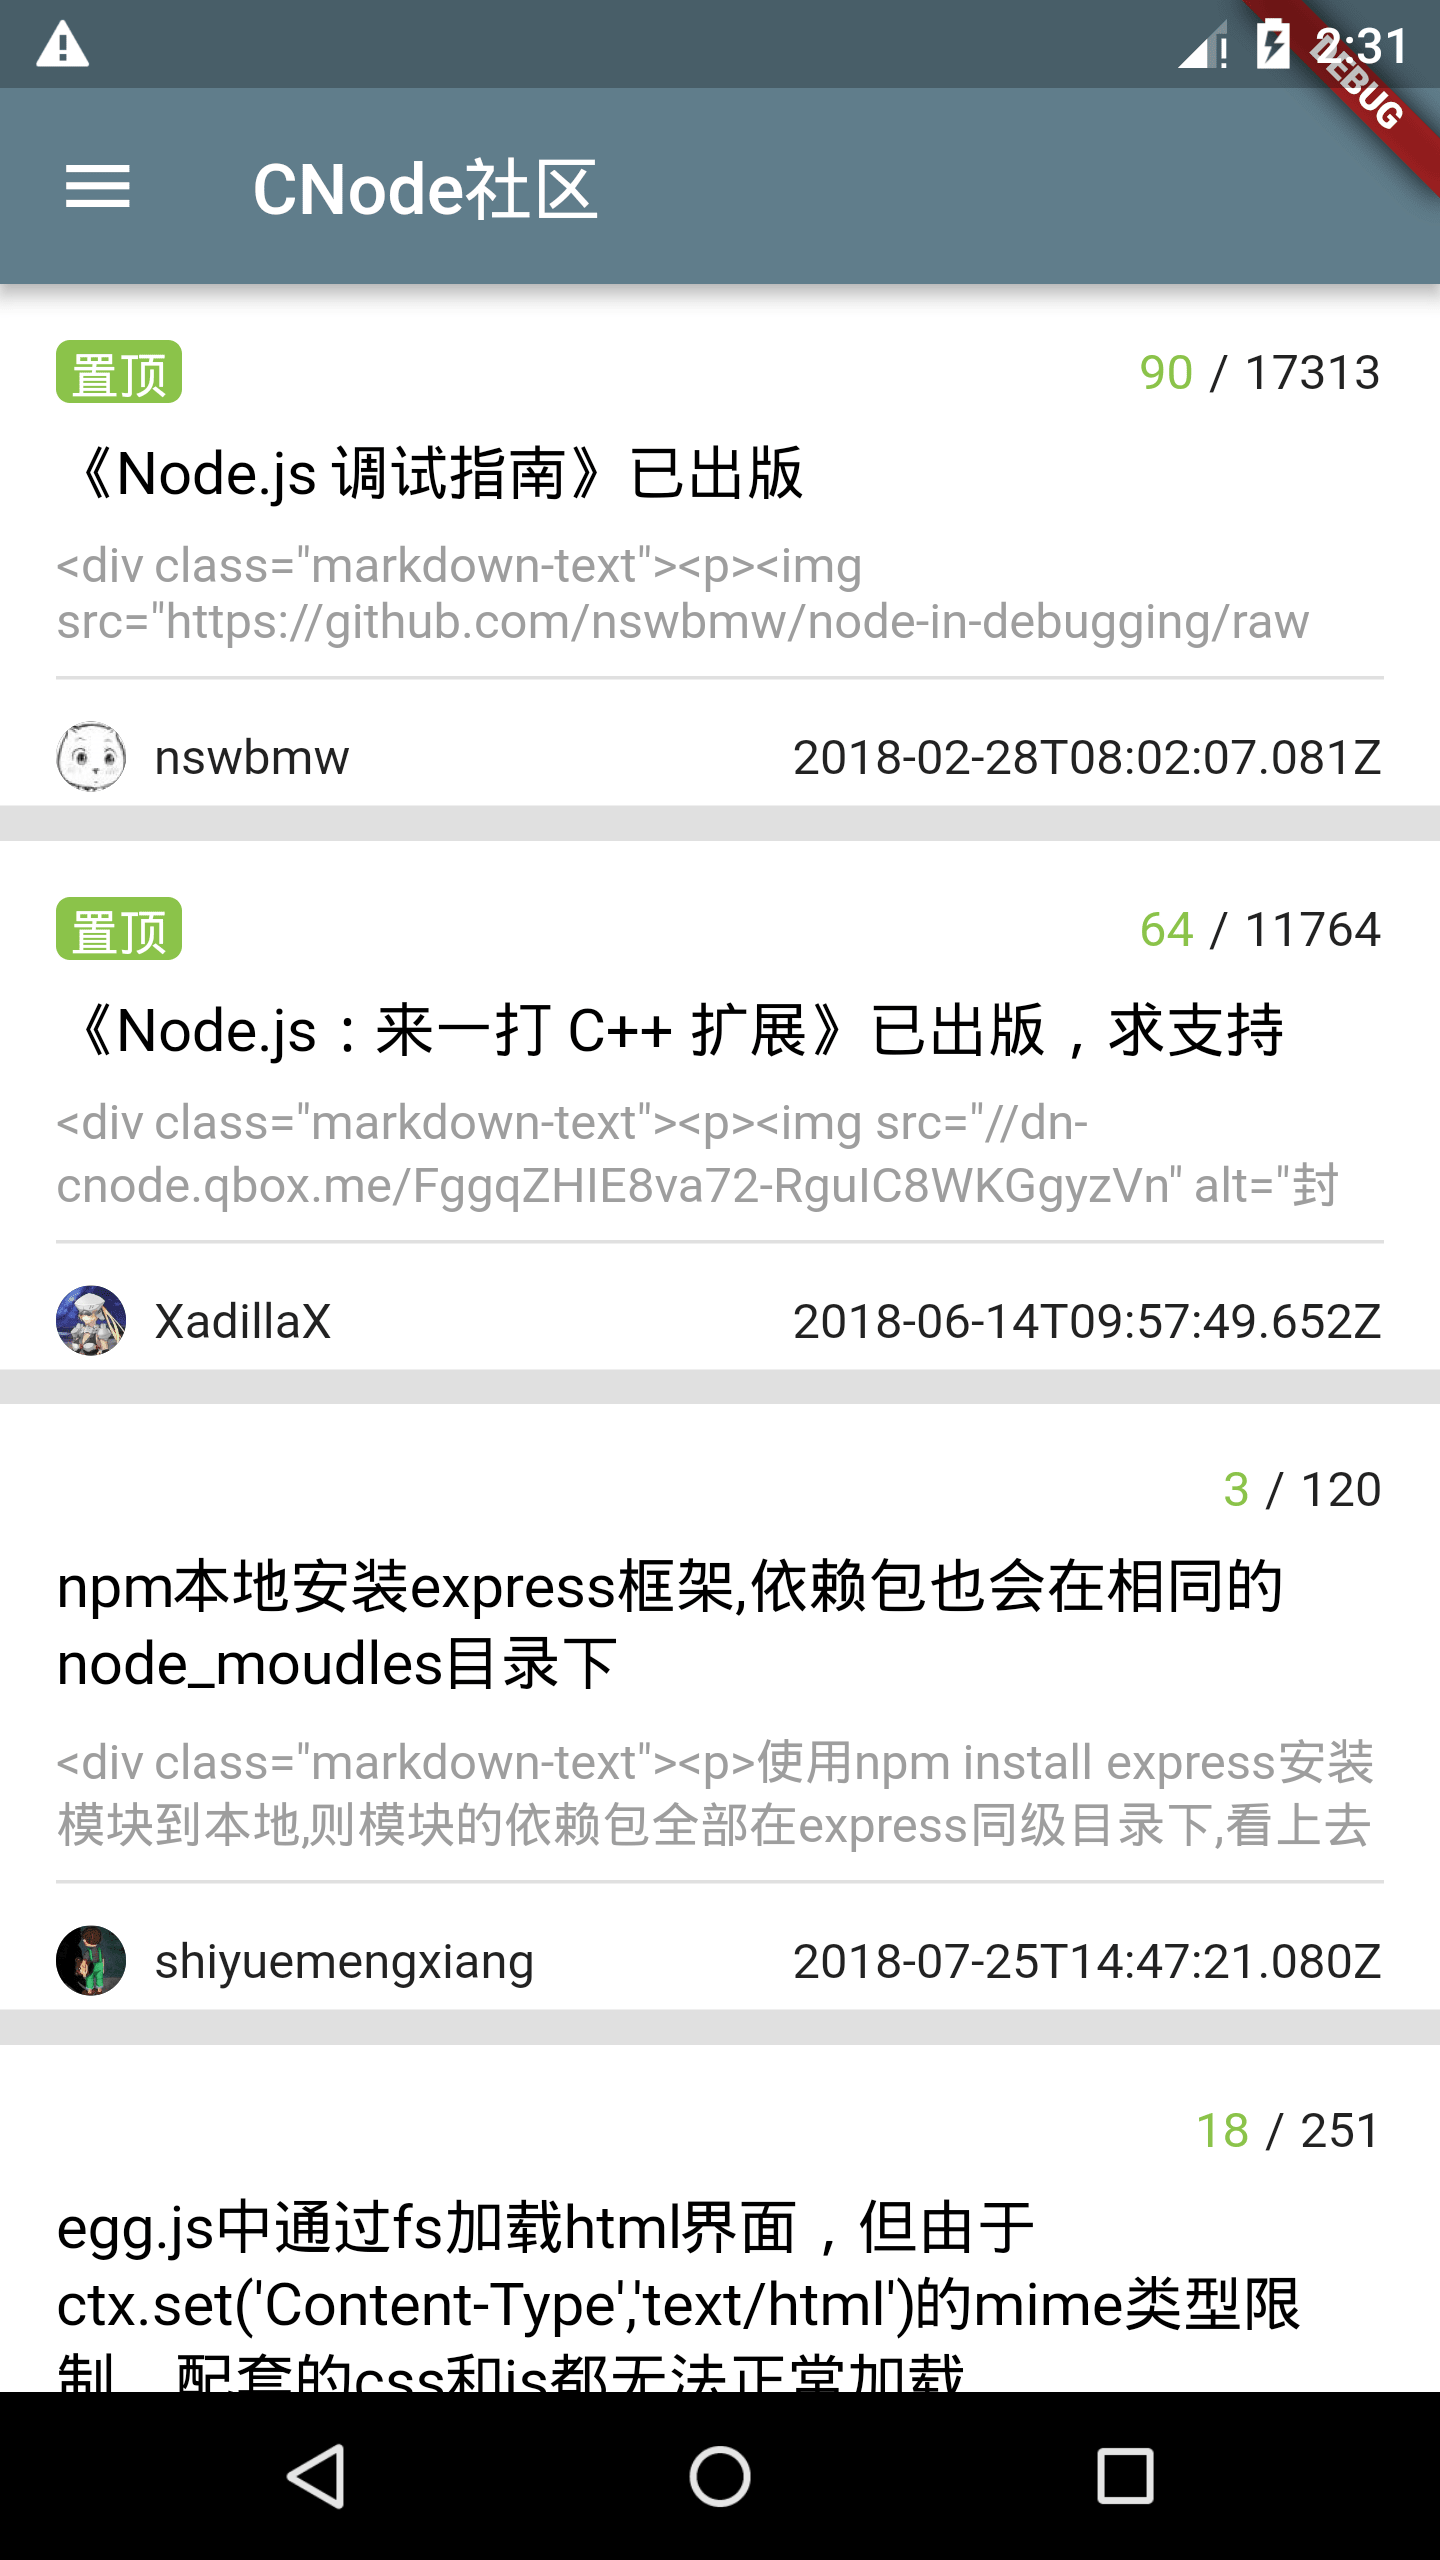 2:31
DEBUG
CNode社区
置顶
90 / 17313
《Node.js 调试指南》已出版
<div class="markdown-text"><p><img
src="https://github.com/nswbmw/node-in-debugging/raw
nswbmw
2018-02-28T08:02:07.081Z
置顶
64 / 11764
《Node.js：来一打 C++ 扩展》已出版，求支持
<div class="markdown-text"><p><img src="//dn-
cnode.qbox.me/FggqZHIE8va72-RguIC8WKGgyzVn" alt="封
XadillaX
2018-06-14T09:57:49.652Z
3 / 120
npm本地安装express框架,依赖包也会在相同的
node_moudles目录下
<div class="markdown-text"><p>使用npm install express安装
模块到本地,则模块的依赖包全部在express同级目录下,看上去
shiyuemengxiang
2018-07-25T14:47:21.080Z
18 / 251
egg.js中通过fs加载html界面，但由于
ctx.set('Content-Type','text/html')的mime类型限
制，配套的css和js都无法正常加载